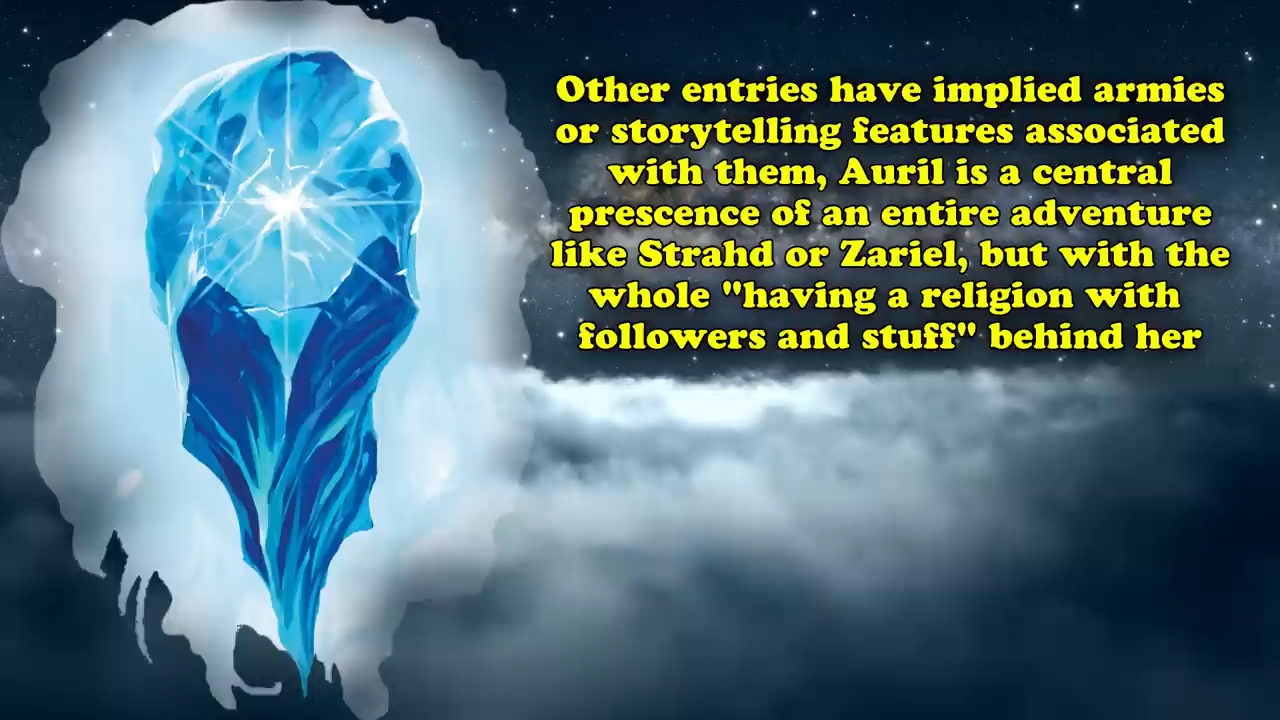 Other entries have implied armies
or storytelling features associated
with them, Auril is a central
prescence of an entire adventure
like Strahd or Zariel, but with the
whole "having a religion with
followers and stuff" behind her